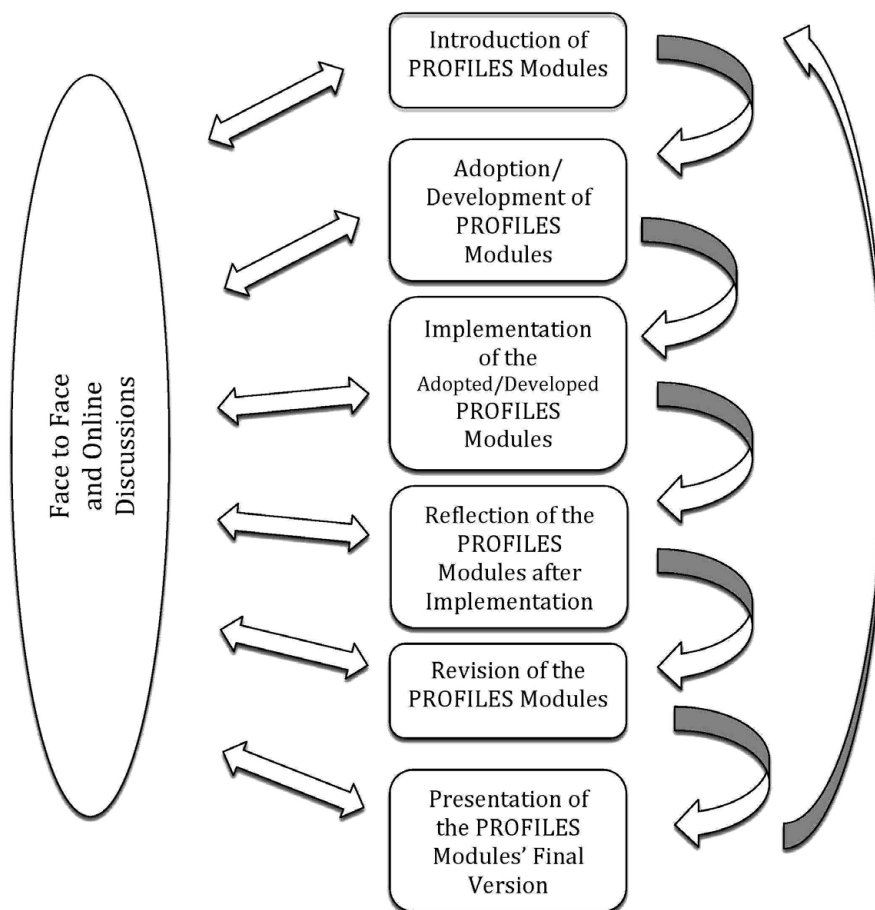 Introduction of
PROFILES Modules
Adoption/
Development of
PROFILES
Modules
Implementation
of the
Adopted/Developed
PROFILES
Modules
Reflection of the
PROFILES
Modules after
Implementation
Revision of the
PROFILES Modules
Presentation of
the PROFILES
Modules’ Final
Version
Face to Face
and Online
Discussions